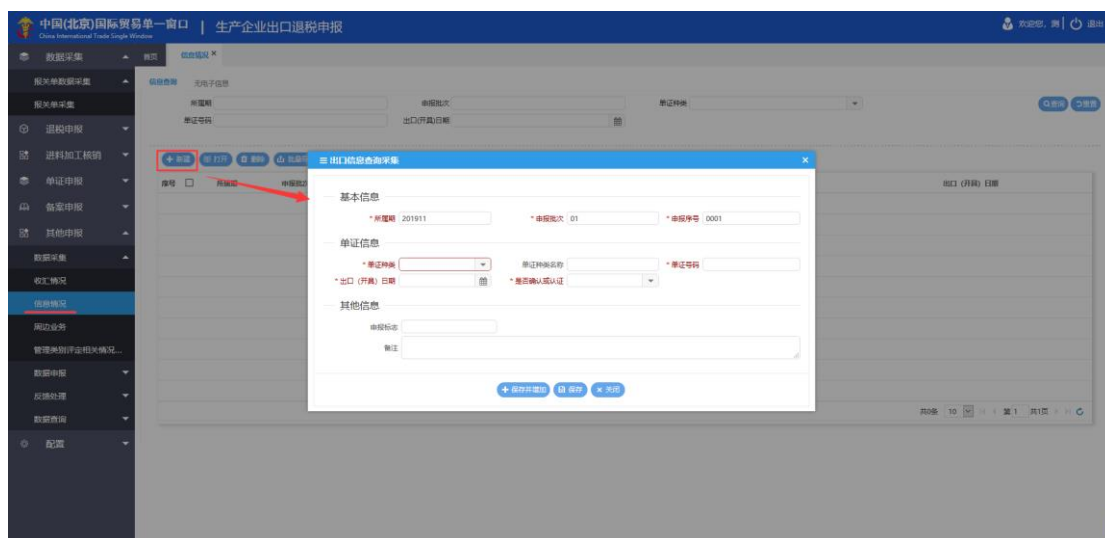 中国(北京)国际贸易单一窗口 | 生产企业出口退税申报
China International Trade Single Window
欢迎您, 测 | 退出
数据采集
报关单数据采集
报关单采集
退税申报
进料加工核销
单证申报
备案申报
其他申报
数据采集
收汇情况
信息情况
周边业务
管理类别评定相关情况...
数据申报
反馈处理
数据查询
配置
首页 信息情况 ×
信息查询 无电子信息
所属期 申报批次 单证种类 查询 重置
单证号码 出口(开具)日期
+ 新建 打开 删除
序号 所属期 申报批次 出口 (开具) 日期
出口信息查询采集 ×
基本信息
* 所属期 201911 * 申报批次 01 * 申报序号 0001
单证信息
* 单证种类 单证种类名称 * 单证号码
* 出口 (开具) 日期 * 是否确认或认证
其他信息
申报标志
备注
+ 保存并增加 保存 × 关闭
共0条 10 第 1 共1页